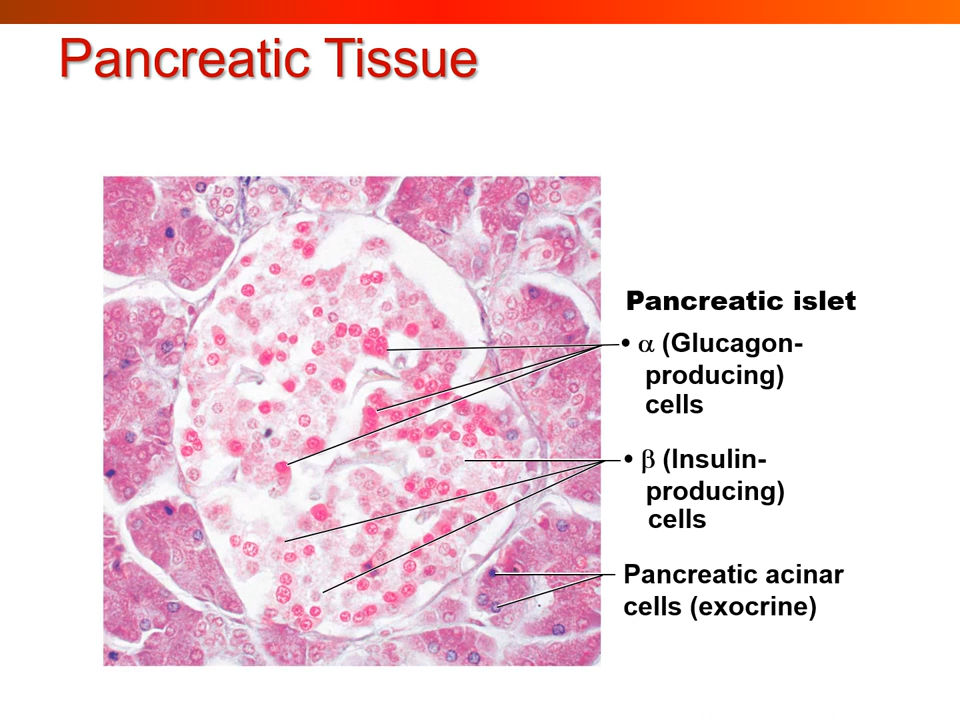 Pancreatic Tissue
Pancreatic islet
• α (Glucagon-
producing)
cells
• β (Insulin-
producing)
cells
Pancreatic acinar
cells (exocrine)